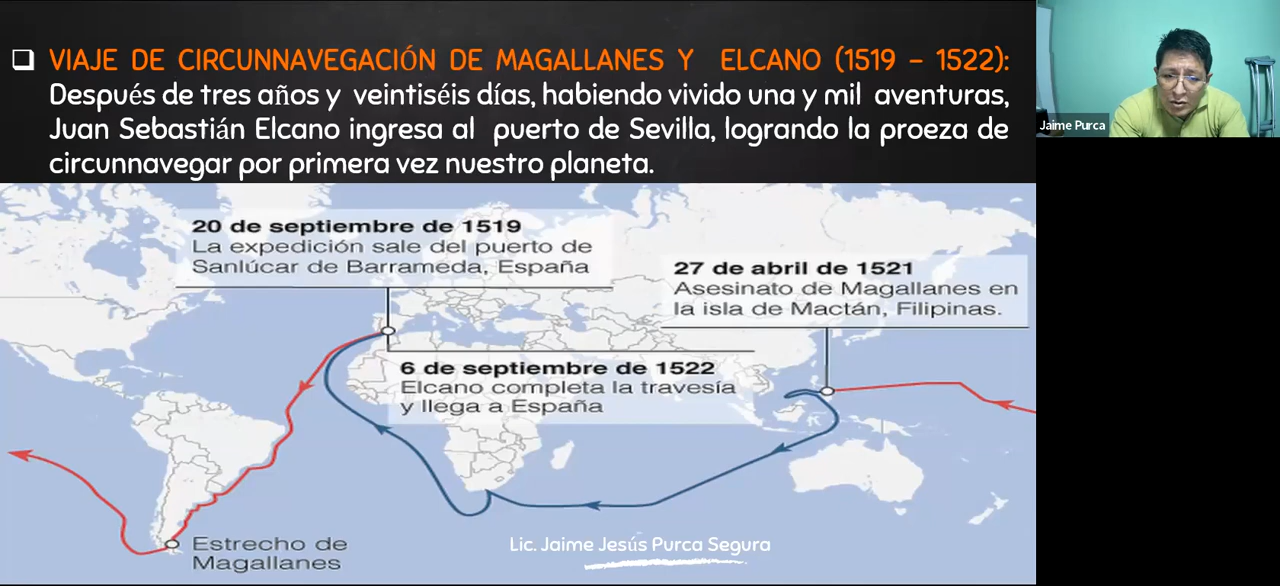 VIAJE DE CIRCUNNAVEGACIÓN DE MAGALLANES Y ELCANO (1519 – 1522):
Después de tres años y veintiséis días, habiendo vivido una y mil aventuras,
Juan Sebastián Elcano ingresa al puerto de Sevilla, logrando la proeza de
circunnavegar por primera vez nuestro planeta.
Jaime Purca
20 de septiembre de 1519
La expedición sale del puerto de
Sanlúcar de Barrameda, España
27 de abril de 1521
Asesinato de Magallanes en
la isla de Mactán, Filipinas.
6 de septiembre de 1522
Elcano completa la travesía
y llega a España
Estrecho de
Magallanes
Lic. Jaime Jesús Purca Segura